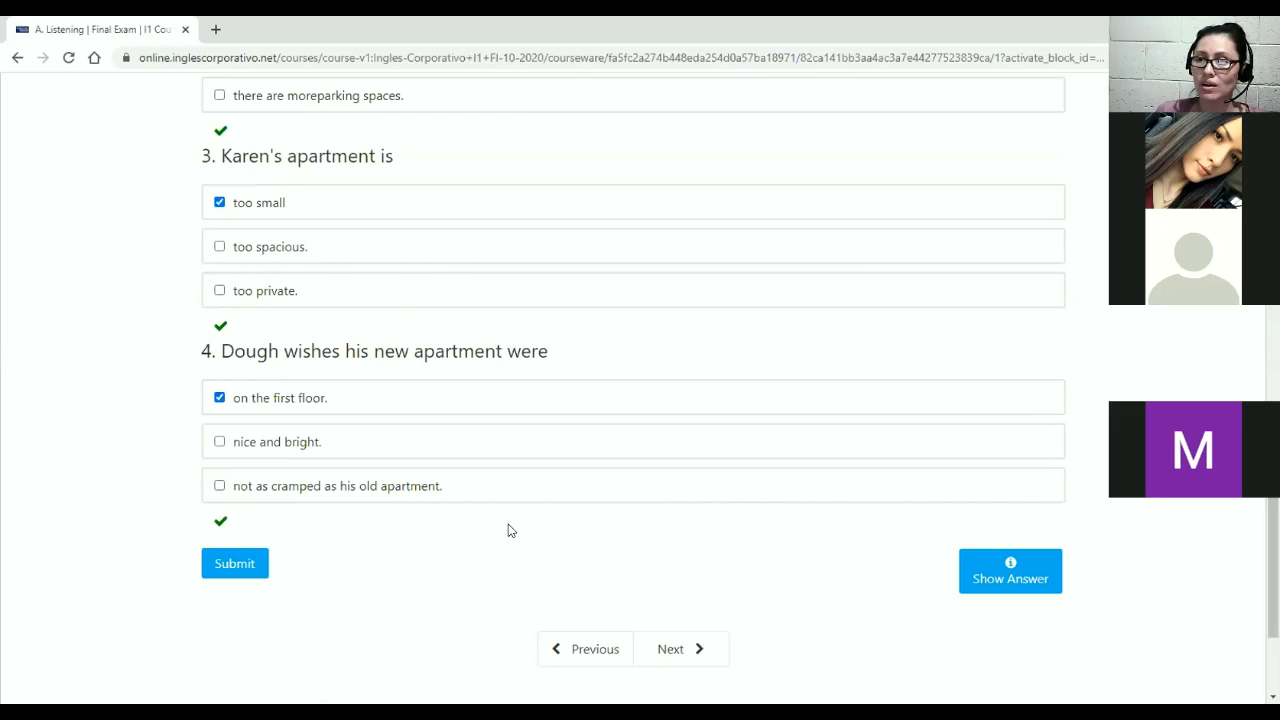 A. Listening | Final Exam | I1 Cou
online.inglescorporativo.net/courses/course-v1:Ingles-Corporativo+I1+FI-10-2020/courseware/fa5fc2a274b448eda254d0a57ba18971/82ca141bb3aa4ac3a7e44277523839ca/1?activate_block_id=...
there are moreparking spaces.
3. Karen's apartment is
too small
too spacious.
too private.
4. Dough wishes his new apartment were
on the first floor.
nice and bright.
not as cramped as his old apartment.
M
Submit
Show Answer
Previous
Next